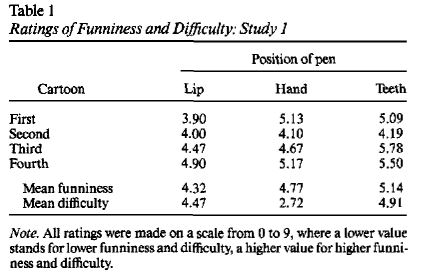 Table 1
Ratings of Funniness and Difficulty: Study 1
Position of pen
Cartoon Lip Hand Teeth
First 3.90 5.13 5.09
Second 4.00 4.10 4.19
Third 4.47 4.67 5.78
Fourth 4.90 5.17 5.50
Mean funniness 4.32 4.77 5.14
Mean difficulty 4.47 2.72 4.91
Note. All ratings were made on a scale from 0 to 9, where a lower value
stands for lower funniness and difficulty, a higher value for higher funni-
ness and difficulty.